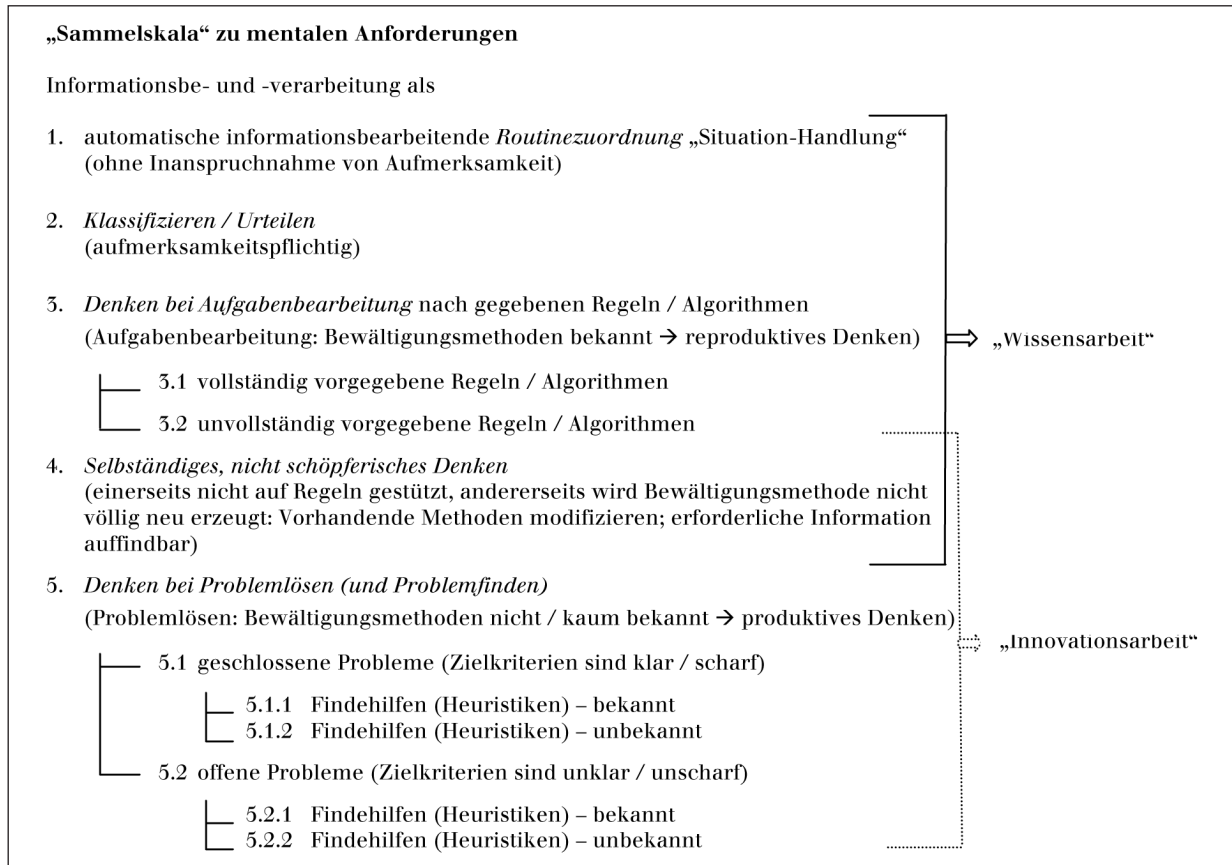 „Sammelskala“ zu mentalen Anforderungen
Informationsbe- und -verarbeitung als
1. automatische informationsbearbeitende Routinezuordnung „Situation-Handlung“
(ohne Inanspruchnahme von Aufmerksamkeit)
2. Klassifizieren / Urteilen
(aufmerksamkeitspflichtig)
3. Denken bei Aufgabenbearbeitung nach gegebenen Regeln / Algorithmen
(Aufgabenbearbeitung: Bewältigungsmethoden bekannt → reproduktives Denken)
„Wissensarbeit“
3.1 vollständig vorgegebene Regeln / Algorithmen
3.2 unvollständig vorgegebene Regeln / Algorithmen
4. Selbständiges, nicht schöpferisches Denken
(einerseits nicht auf Regeln gestützt, andererseits wird Bewältigungsmethode nicht
völlig neu erzeugt: Vorhandende Methoden modifizieren; erforderliche Information
auffindbar)
5. Denken bei Problemlösen (und Problemfinden)
(Problemlösen: Bewältigungsmethoden nicht / kaum bekannt → produktives Denken)
„Innovationsarbeit“
5.1 geschlossene Probleme (Zielkriterien sind klar / scharf)
5.1.1 Findehilfen (Heuristiken) – bekannt
5.1.2 Findehilfen (Heuristiken) – unbekannt
5.2 offene Probleme (Zielkriterien sind unklar / unscharf)
5.2.1 Findehilfen (Heuristiken) – bekannt
5.2.2 Findehilfen (Heuristiken) – unbekannt